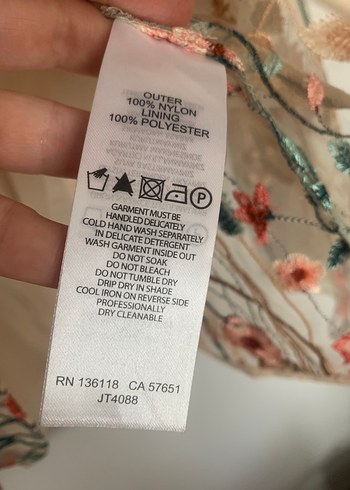 OUTER
100% NYLON
LINING
100% POLYESTER
P
GARMENT MUST BE
HANDLED DELICATELY
COLD HAND WASH SEPARATELY
IN DELICATE DETERGENT
WASH GARMENT INSIDE OUT
DO NOT SOAK
DO NOT BLEACH
DO NOT TUMBLE DRY
DRIP DRY IN SHADE
COOL IRON ON REVERSE SIDE
PROFESSIONALLY
DRY CLEANABLE
RN 136118 CA 57651
JT4088